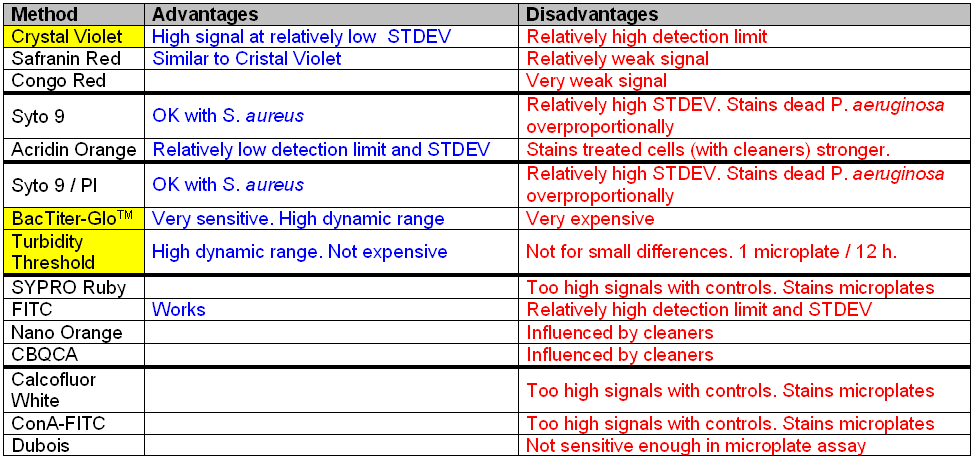 Method Advantages Disadvantages
Crystal Violet High signal at relatively low STDEV Relatively high detection limit
Safranin Red Similar to Cristal Violet Relatively weak signal
Congo Red Very weak signal
Syto 9 OK with S. aureus Relatively high STDEV. Stains dead P. aeruginosa
overproportionally
Acridin Orange Relatively low detection limit and STDEV Stains treated cells (with cleaners) stronger.
Syto 9 / PI OK with S. aureus Relatively high STDEV. Stains dead P. aeruginosa
overproportionally
BacTiter-Glo™ Very sensitive. High dynamic range Very expensive
Turbidity
Threshold High dynamic range. Not expensive Not for small differences. 1 microplate / 12 h.
SYPRO Ruby Too high signals with controls. Stains microplates
FITC Works Relatively high detection limit and STDEV
Nano Orange Influenced by cleaners
CBQCA Influenced by cleaners
Calcofluor
White Too high signals with controls. Stains microplates
ConA-FITC Too high signals with controls. Stains microplates
Dubois Not sensitive enough in microplate assay